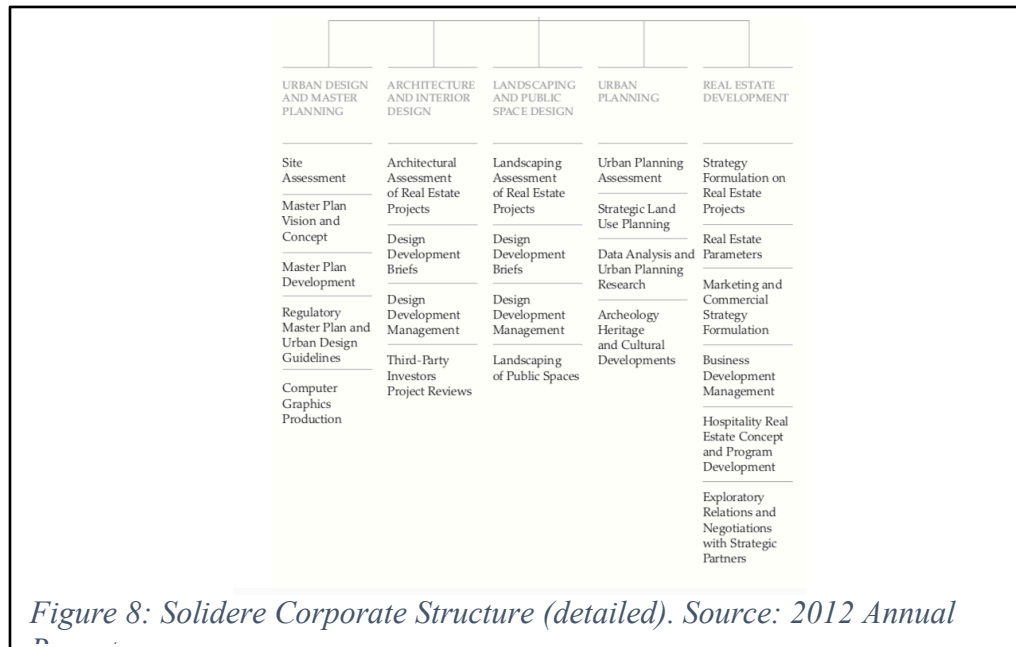 URBAN DESIGN
AND MASTER
PLANNING
Site
Assessment
Master Plan
Vision and
Concept
Master Plan
Development
Regulatory
Master Plan and
Urban Design
Guidelines
Computer
Graphics
Production
ARCHITECTURE
AND INTERIOR
DESIGN
Architectural
Assessment
of Real Estate
Projects
Design
Development
Briefs
Design
Development
Management
Third-Party
Investors
Project Reviews
LANDSCAPING
AND PUBLIC
SPACE DESIGN
Landscaping
Assessment
of Real Estate
Projects
Design
Development
Briefs
Design
Development
Management
Landscaping
of Public Spaces
URBAN
PLANNING
Urban Planning
Assessment
Strategic Land
Use Planning
Data Analysis and
Urban Planning
Research
Archeology
Heritage
and Cultural
Developments
REAL ESTATE
DEVELOPMENT
Strategy
Formulation on
Real Estate
Projects
Real Estate
Parameters
Marketing and
Commercial
Strategy
Formulation
Business
Development
Management
Hospitality Real
Estate Concept
and Program
Development
Exploratory
Relations and
Negotiations
with Strategic
Partners
Figure 8: Solidere Corporate Structure (detailed). Source: 2012 Annual